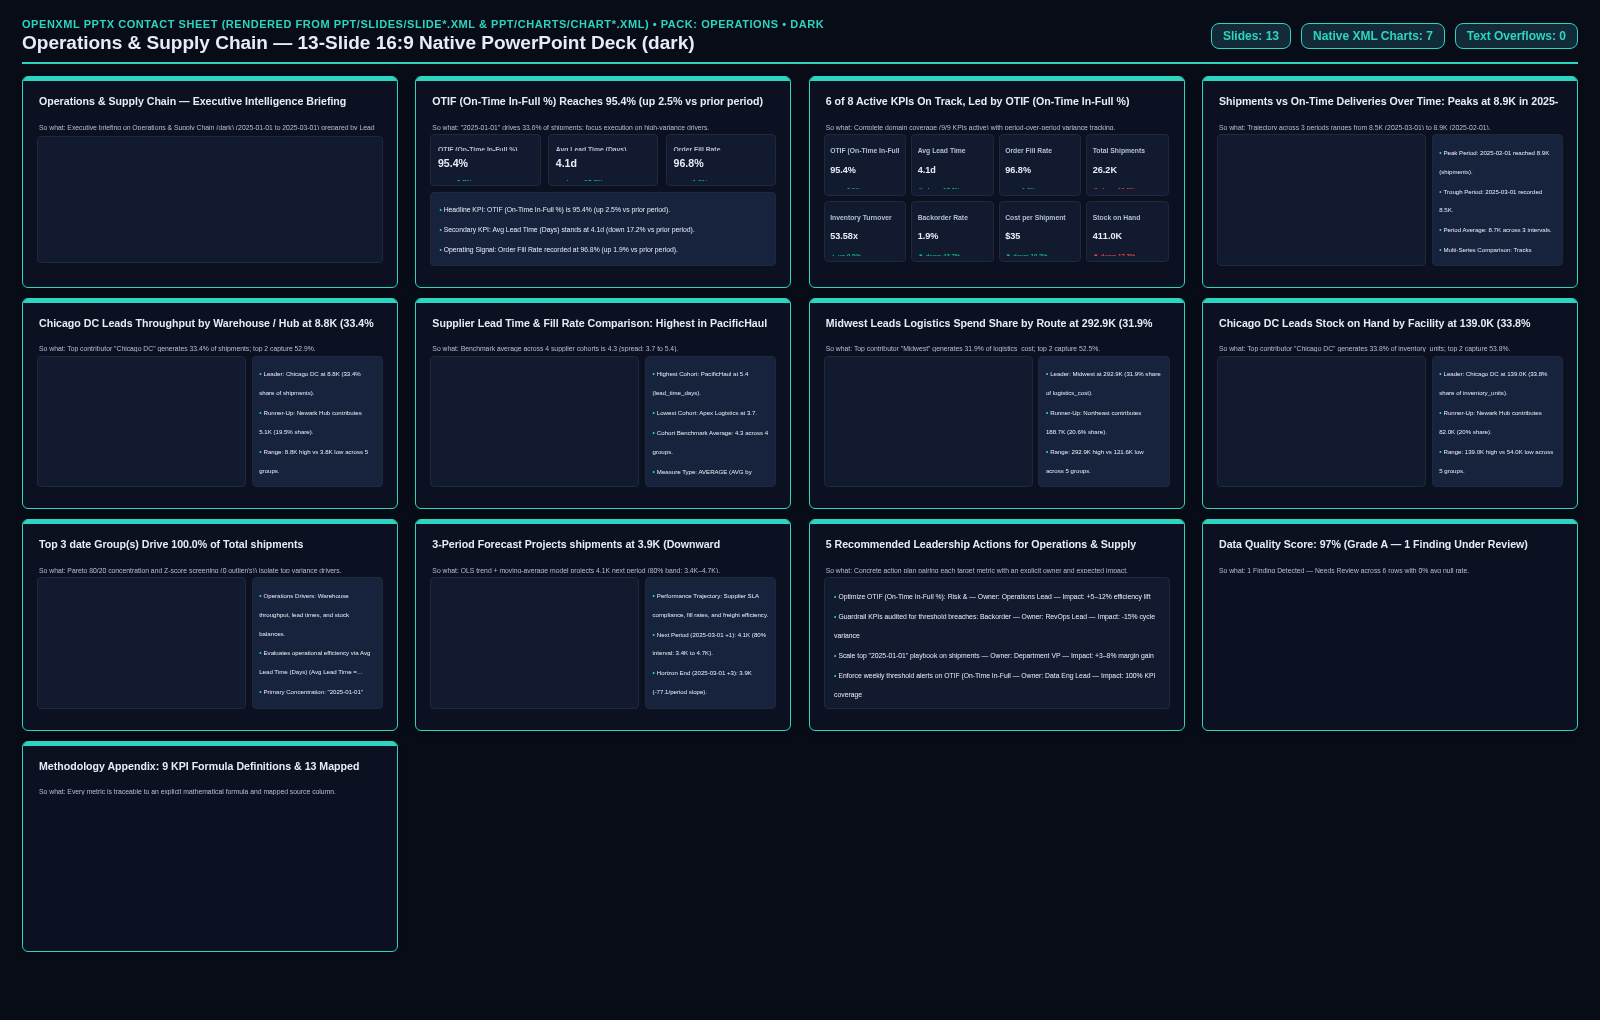 OPENXML PPTX CONTACT SHEET (RENDERED FROM PPT/SLIDES/SLIDE*.XML & PPT/CHARTS/CHART*.XML) • PACK: OPERATIONS • DARK
Operations & Supply Chain — 13-Slide 16:9 Native PowerPoint Deck (dark)
Slides: 13
Native XML Charts: 7
Text Overflows: 0
Operations & Supply Chain — Executive Intelligence Briefing
So what: Executive briefing on Operations & Supply Chain (dark) (2025-01-01 to 2025-03-01) prepared by Lead
OTIF (On-Time In-Full %) Reaches 95.4% (up 2.5% vs prior period)
So what: "2025-01-01" drives 33.6% of shipments; focus execution on high-variance drivers.
OTIF (On-Time In-Full %)
95.4%
Avg Lead Time (Days)
4.1d
Order Fill Rate
96.8%
• Headline KPI: OTIF (On-Time In-Full %) is 95.4% (up 2.5% vs prior period).
• Secondary KPI: Avg Lead Time (Days) stands at 4.1d (down 17.2% vs prior period).
• Operating Signal: Order Fill Rate recorded at 96.8% (up 1.9% vs prior period).
6 of 8 Active KPIs On Track, Led by OTIF (On-Time In-Full %)
So what: Complete domain coverage (9/9 KPIs active) with period-over-period variance tracking.
OTIF (On-Time In-Full
95.4%
Avg Lead Time
4.1d
Order Fill Rate
96.8%
Total Shipments
26.2K
Inventory Turnover
53.58x
Backorder Rate
1.9%
Cost per Shipment
$35
Stock on Hand
411.0K
Shipments vs On-Time Deliveries Over Time: Peaks at 8.9K in 2025-
So what: Trajectory across 3 periods ranges from 8.5K (2025-03-01) to 8.9K (2025-02-01).
• Peak Period: 2025-02-01 reached 8.9K
(shipments).
• Trough Period: 2025-03-01 recorded
8.5K.
• Period Average: 8.7K across 3 intervals.
• Multi-Series Comparison: Tracks
Chicago DC Leads Throughput by Warehouse / Hub at 8.8K (33.4%
So what: Top contributor "Chicago DC" generates 33.4% of shipments; top 2 capture 52.9%.
• Leader: Chicago DC at 8.8K (33.4%
share of shipments).
• Runner-Up: Newark Hub contributes
5.1K (19.5% share).
• Range: 8.8K high vs 3.8K low across 5
groups.
Supplier Lead Time & Fill Rate Comparison: Highest in PacificHaul
So what: Benchmark average across 4 supplier cohorts is 4.3 (spread: 3.7 to 5.4).
• Highest Cohort: PacificHaul at 5.4
(lead_time_days).
• Lowest Cohort: Apex Logistics at 3.7.
• Cohort Benchmark Average: 4.3 across 4
groups.
• Measure Type: AVERAGE (AVG by
Midwest Leads Logistics Spend Share by Route at 292.9K (31.9%
So what: Top contributor "Midwest" generates 31.9% of logistics_cost; top 2 capture 52.5%.
• Leader: Midwest at 292.9K (31.9% share
of logistics_cost).
• Runner-Up: Northeast contributes
188.7K (20.6% share).
• Range: 292.9K high vs 121.6K low
across 5 groups.
Chicago DC Leads Stock on Hand by Facility at 139.0K (33.8%
So what: Top contributor "Chicago DC" generates 33.8% of inventory_units; top 2 capture 53.8%.
• Leader: Chicago DC at 139.0K (33.8%
share of inventory_units).
• Runner-Up: Newark Hub contributes
82.0K (20% share).
• Range: 139.0K high vs 54.0K low across
5 groups.
Top 3 date Group(s) Drive 100.0% of Total shipments
So what: Pareto 80/20 concentration and Z-score screening (0 outlier(s)) isolate top variance drivers.
• Operations Drivers: Warehouse
throughput, lead times, and stock
balances.
• Evaluates operational efficiency via Avg
Lead Time (Days) (Avg Lead Time =...
• Primary Concentration: "2025-01-01"
3-Period Forecast Projects shipments at 3.9K (Downward
So what: OLS trend + moving-average model projects 4.1K next period (80% band: 3.4K–4.7K).
• Performance Trajectory: Supplier SLA
compliance, fill rates, and freight efficiency.
• Next Period (2025-03-01 +1): 4.1K (80%
interval: 3.4K to 4.7K).
• Horizon End (2025-03-01 +3): 3.9K
(-77.1/period slope).
5 Recommended Leadership Actions for Operations & Supply
So what: Concrete action plan pairing each target metric with an explicit owner and expected impact.
• Optimize OTIF (On-Time In-Full %): Risk & — Owner: Operations Lead — Impact: +5–12% efficiency lift
• Guardrail KPIs audited for threshold breaches: Backorder — Owner: RevOps Lead — Impact: -15% cycle
variance
• Scale top "2025-01-01" playbook on shipments — Owner: Department VP — Impact: +3–8% margin gain
• Enforce weekly threshold alerts on OTIF (On-Time In-Full — Owner: Data Eng Lead — Impact: 100% KPI
coverage
Data Quality Score: 97% (Grade A — 1 Finding Under Review)
So what: 1 Finding Detected — Needs Review across 6 rows with 0% avg null rate.
Methodology Appendix: 9 KPI Formula Definitions & 13 Mapped
So what: Every metric is traceable to an explicit mathematical formula and mapped source column.